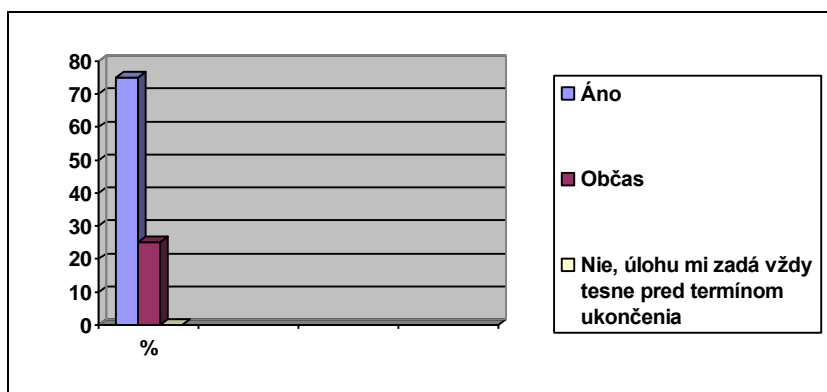 80
70
60
50
40
30
20
10
0
%
Áno
Občas
Nie, úlohu mi zadá vždy
tesne pred termínom
ukončenia